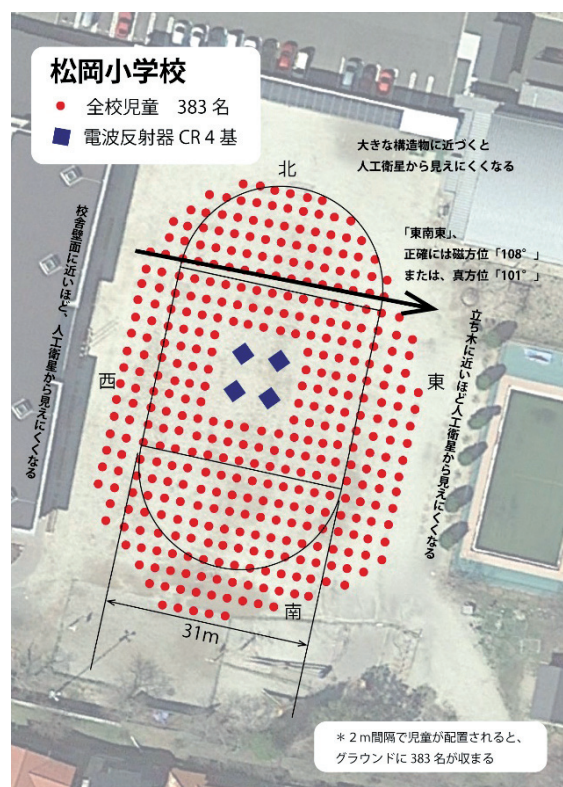 松岡小学校
全校児童　383 名
電波反射器 CR 4 基
大きな構造物に近づくと
人工衛星から見えにくくなる
北
「東南東」、
正確には磁方位「108°」
または、真方位「101°」
校舎壁面に近いほど、人工衛星から見えにくくなる
西
東
立ち木に近いほど人工衛星から見えにくくなる
南
31m
＊２ｍ間隔で児童が配置されると、
グラウンドに 383 名が収まる